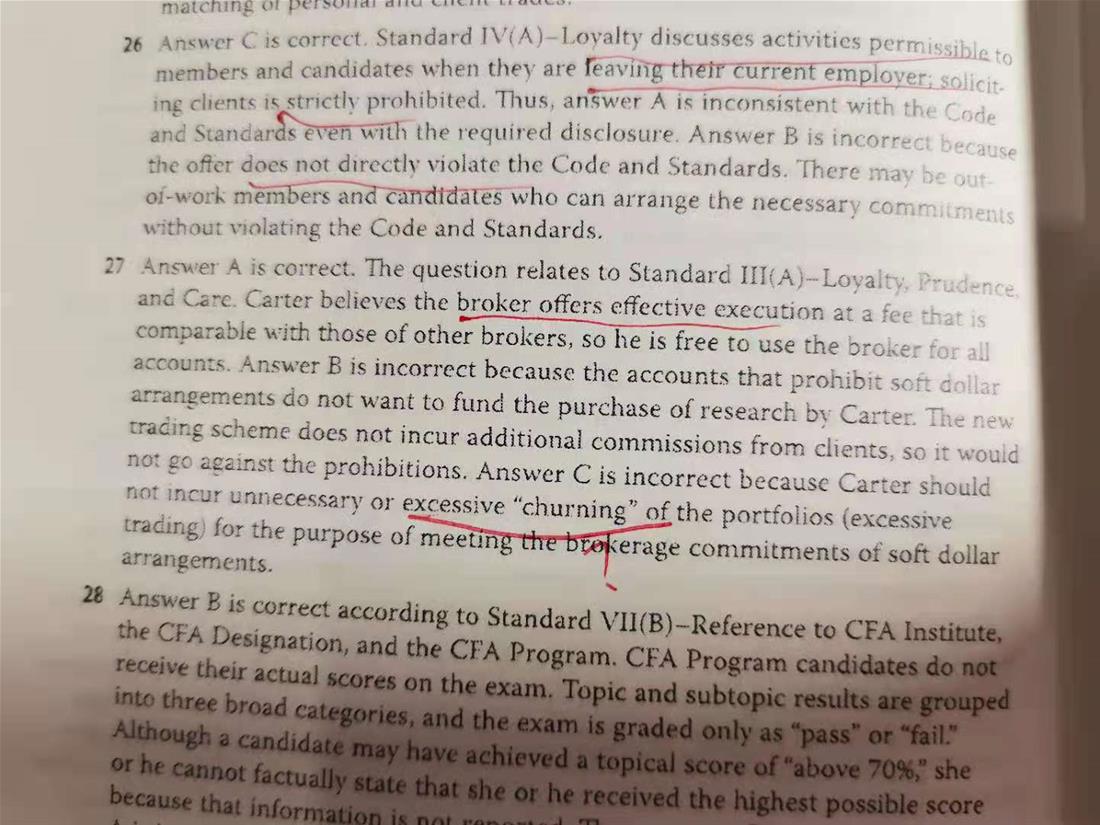 matching of personal and client trades.
26 Answer C is correct. Standard IV(A)–Loyalty discusses activities permissible to
members and candidates when they are leaving their current employer; solicit-
ing clients is strictly prohibited. Thus, answer A is inconsistent with the Code
and Standards even with the required disclosure. Answer B is incorrect because
the offer does not directly violate the Code and Standards. There may be out-
of-work members and candidates who can arrange the necessary commitments
without violating the Code and Standards.
27 Answer A is correct. The question relates to Standard III(A)–Loyalty, Prudence,
and Care. Carter believes the broker offers effective execution at a fee that is
comparable with those of other brokers, so he is free to use the broker for all
accounts. Answer B is incorrect because the accounts that prohibit soft dollar
arrangements do not want to fund the purchase of research by Carter. The new
trading scheme does not incur additional commissions from clients, so it would
not go against the prohibitions. Answer C is incorrect because Carter should
not incur unnecessary or excessive “churning” of the portfolios (excessive
trading) for the purpose of meeting the brokerage commitments of soft dollar
arrangements.
28 Answer B is correct according to Standard VII(B)–Reference to CFA Institute,
the CFA Designation, and the CFA Program. CFA Program candidates do not
receive their actual scores on the exam. Topic and subtopic results are grouped
into three broad categories, and the exam is graded only as “pass” or “fail.”
Although a candidate may have achieved a topical score of “above 70%,” she
or he cannot factually state that she or he received the highest possible score
because that information is not reported.